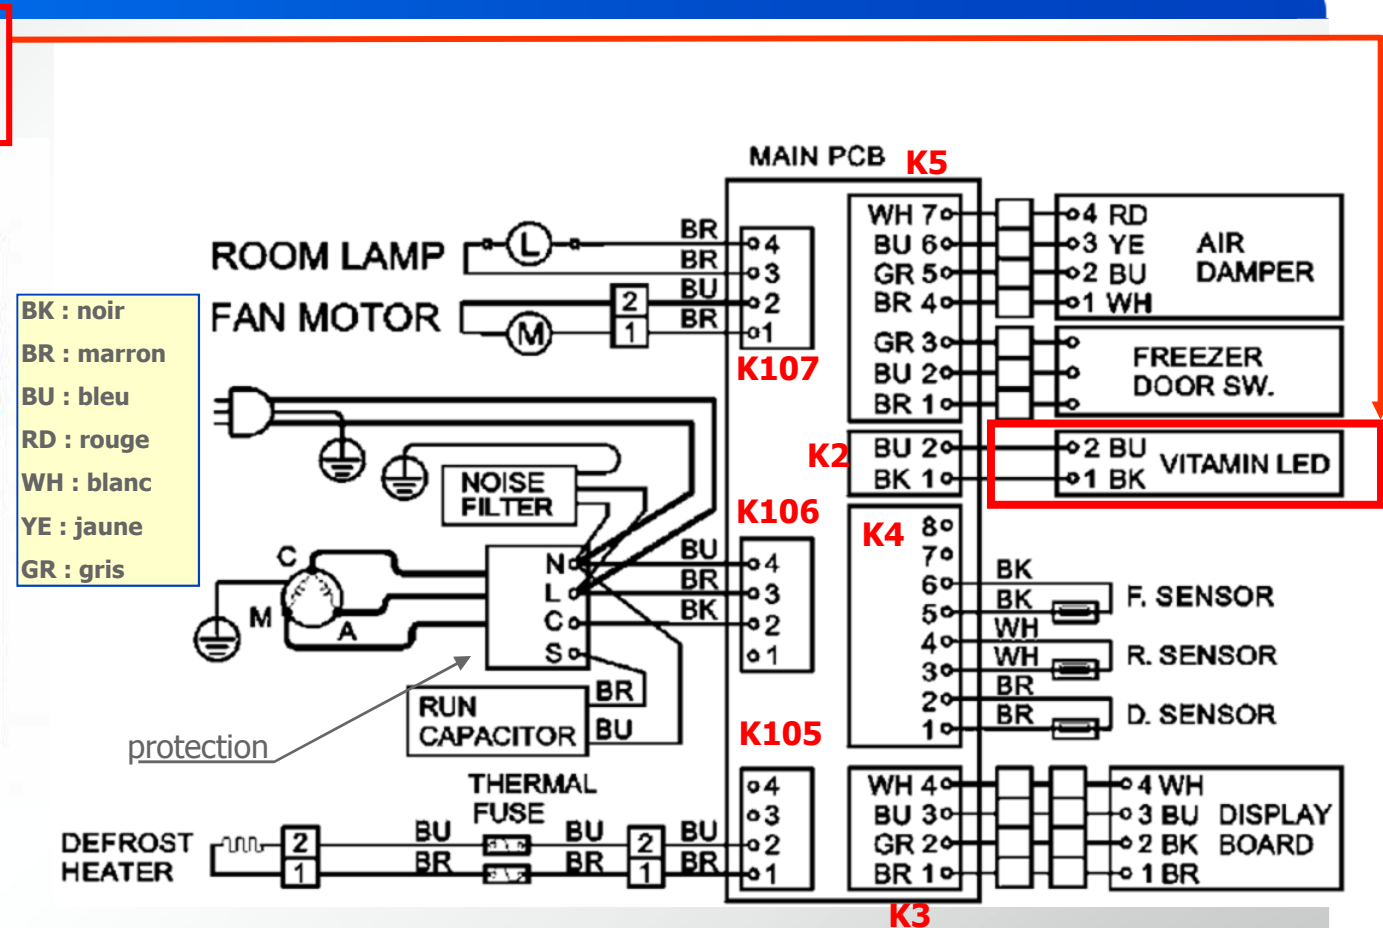 MAIN PCB K5
ROOM LAMP L
FAN MOTOR M
2
1
BR
BR
BU
BR
4
3
2
1
K107
BK : noir
BR : marron
BU : bleu
RD : rouge
WH : blanc
YE : jaune
GR : gris
WH 7
BU 6
GR 5
BR 4
GR 3
BU 2
BR 1
4 RD
3 YE
2 BU
1 WH
AIR
DAMPER
FREEZER
DOOR SW.
K2
BU 2
BK 1
2 BU
1 BK
VITAMIN LED
NOISE
FILTER
K106
BU
BR
BK
4
3
2
1
C
M
A
N
L
C
S
protection
RUN
CAPACITOR
BR
BU
K4
8
7
6
5
4
3
2
1
BK
BK
WH
WH
BR
BR
F. SENSOR
R. SENSOR
D. SENSOR
K105
4
3
2
1
THERMAL
FUSE
DEFROST
HEATER
2
1
BU BU
BR BR
2
1
BU
BR
WH 4
BU 3
GR 2
BR 1
K3
4 WH
3 BU
2 BK
1 BR
DISPLAY
BOARD